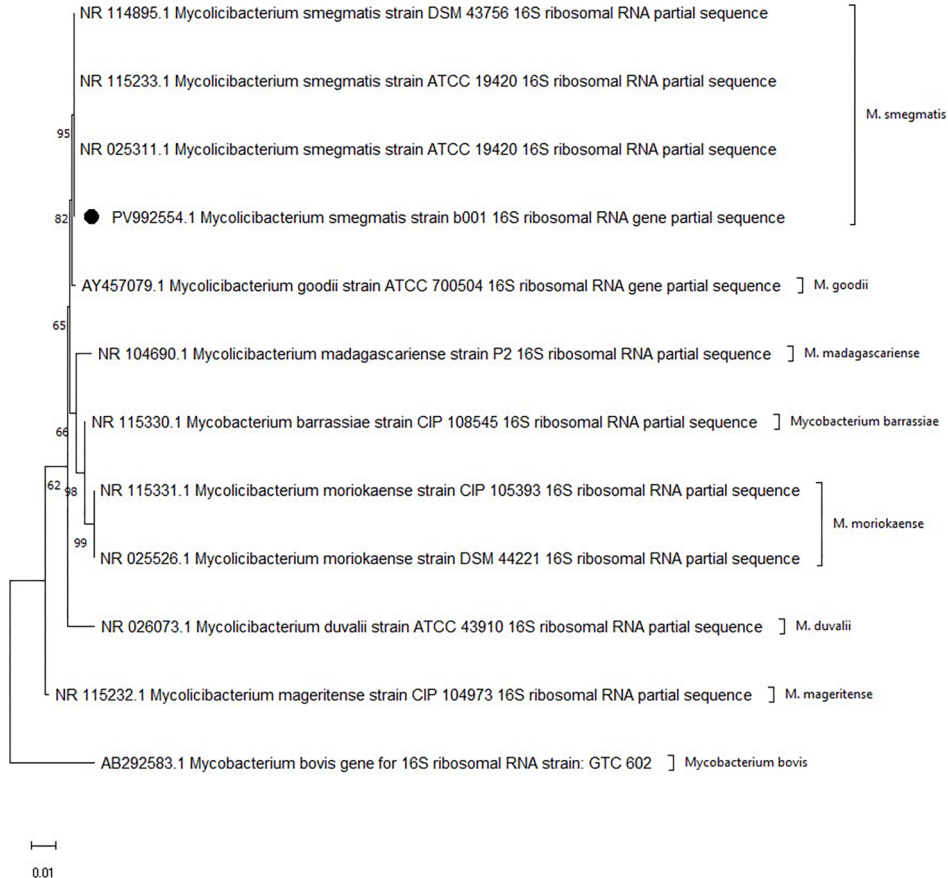 NR 114895.1 Mycolicibacterium smegmatis strain DSM 43756 16S ribosomal RNA partial sequence
NR 115233.1 Mycolicibacterium smegmatis strain ATCC 19420 16S ribosomal RNA partial sequence
M. smegmatis
95
NR 025311.1 Mycolicibacterium smegmatis strain ATCC 19420 16S ribosomal RNA partial sequence
82
PV992554.1 Mycolicibacterium smegmatis strain b001 16S ribosomal RNA gene partial sequence
AY457079.1 Mycolicibacterium goodii strain ATCC 700504 16S ribosomal RNA gene partial sequence
M. goodii
65
NR 104690.1 Mycolicibacterium madagascariense strain P2 16S ribosomal RNA partial sequence
M. madagascariense
NR 115330.1 Mycobacterium barrassiae strain CIP 108545 16S ribosomal RNA partial sequence
Mycobacterium barrassiae
66
62
98
NR 115331.1 Mycolicibacterium moriokaense strain CIP 105393 16S ribosomal RNA partial sequence
M. moriokaense
99
NR 025526.1 Mycolicibacterium moriokaense strain DSM 44221 16S ribosomal RNA partial sequence
NR 026073.1 Mycolicibacterium duvalii strain ATCC 43910 16S ribosomal RNA partial sequence
M. duvalii
NR 115232.1 Mycolicibacterium mageritense strain CIP 104973 16S ribosomal RNA partial sequence
M. mageritense
AB292583.1 Mycobacterium bovis gene for 16S ribosomal RNA strain: GTC 602
Mycobacterium bovis
0.01